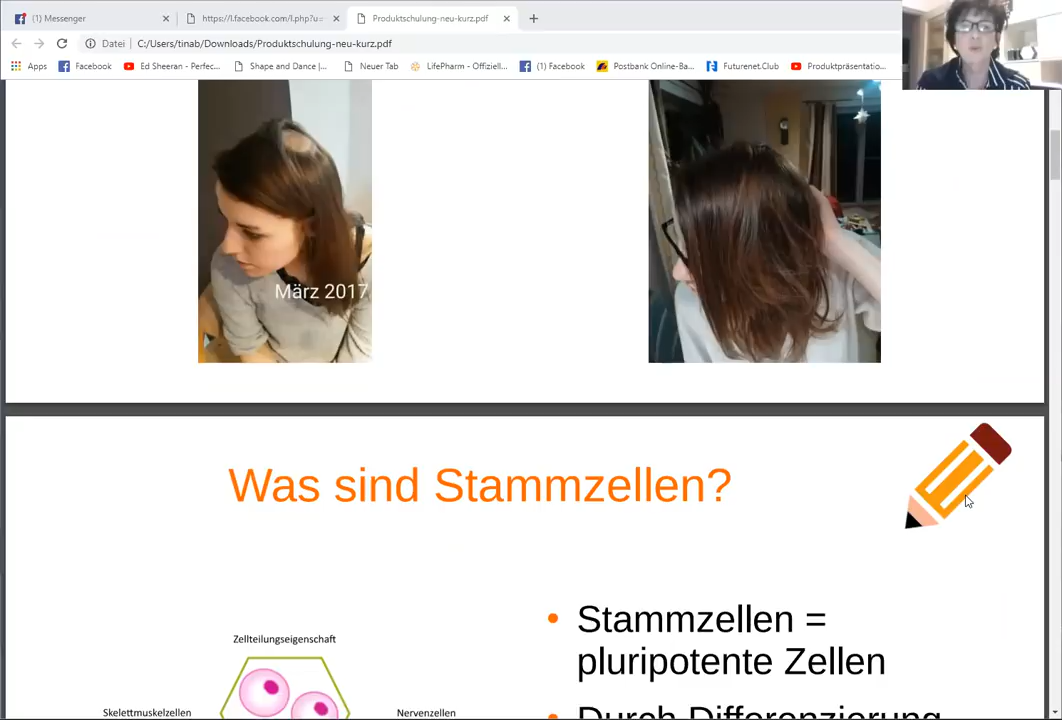 (1) Messenger
https://l.facebook.com/l.php?u=
Produktschulung-neu-kurz.pdf
Datei
C:/Users/tinab/Downloads/Produktschulung-neu-kurz.pdf
Apps
Facebook
Ed Sheeran - Perfec...
Shape and Dance |...
Neuer Tab
LifePharm - Offiziell...
(1) Facebook
Postbank Online-Ba...
Futurenet.Club
Produktpräsentatio...
März 2017
Was sind Stammzellen?
Zellteilungseigenschaft
Skelettmuskelzellen
Nervenzellen
• Stammzellen =
pluripotente Zellen
• Durch Differenzierung